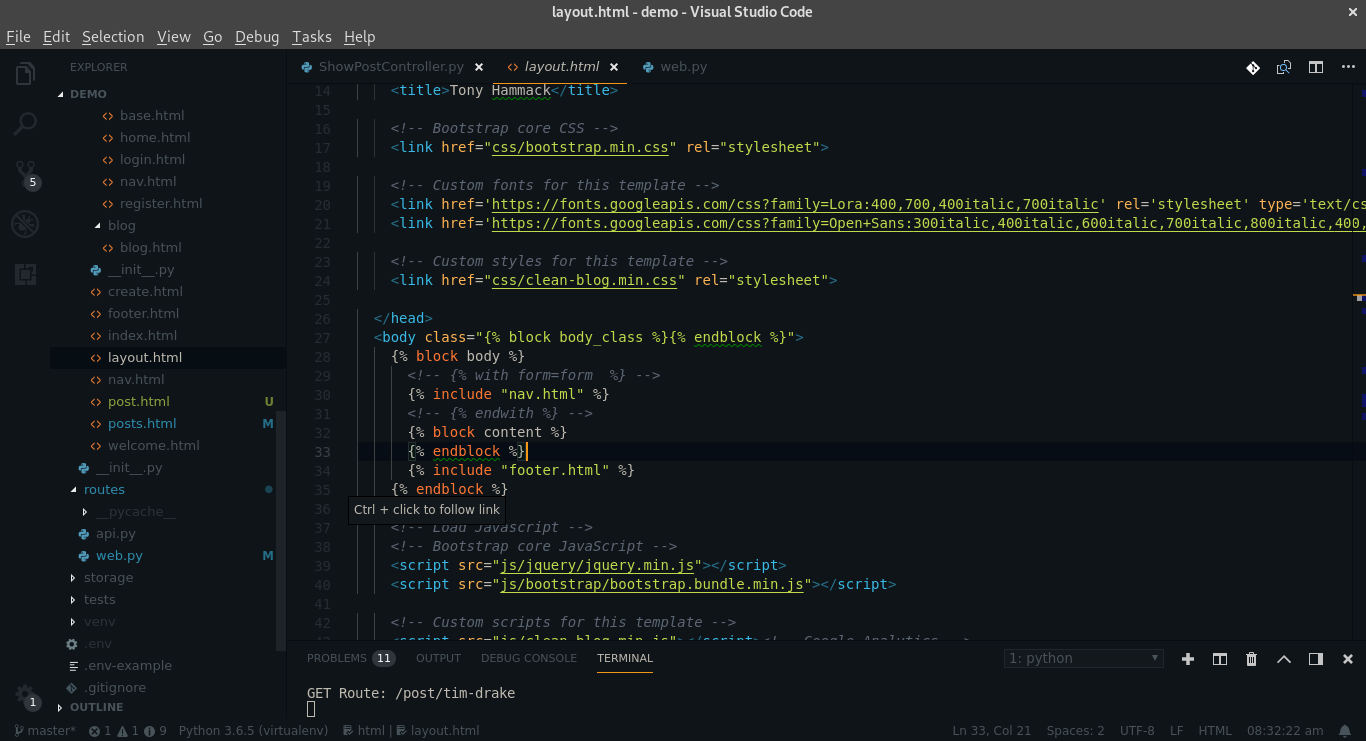 layout.html - demo - Visual Studio Code
File Edit Selection View Go Debug Tasks Help
EXPLORER
DEMO
base.html
home.html
login.html
nav.html
register.html
blog
blog.html
__init__.py
create.html
footer.html
index.html
layout.html
nav.html
post.html U
posts.html M
welcome.html
__init__.py
routes
__pycache__
api.py
web.py M
storage
tests
venv
.env
.env-example
.gitignore
OUTLINE
5
1
ShowPostController.py layout.html web.py
14 <title>Tony Hammack</title>
15
16 <!-- Bootstrap core CSS -->
17 <link href="css/bootstrap.min.css" rel="stylesheet">
18
19 <!-- Custom fonts for this template -->
20 <link href='https://fonts.googleapis.com/css?family=Lora:400,700,400italic,700italic' rel='stylesheet' type='text/cs
21 <link href='https://fonts.googleapis.com/css?family=Open+Sans:300italic,400italic,600italic,700italic,800italic,400,
22
23 <!-- Custom styles for this template -->
24 <link href="css/clean-blog.min.css" rel="stylesheet">
25
26 </head>
27 <body class="{% block body_class %}{% endblock %}">
28 {% block body %}
29 <!-- {% with form=form  %} -->
30 {% include "nav.html" %}
31 <!-- {% endwith %} -->
32 {% block content %}
33 {% endblock %}
34 {% include "footer.html" %}
35 {% endblock %}
36
Ctrl + click to follow link
37 <!-- Load Javascript -->
38 <!-- Bootstrap core JavaScript -->
39 <script src="js/jquery/jquery.min.js"></script>
40 <script src="js/bootstrap/bootstrap.bundle.min.js"></script>
41
42 <!-- Custom scripts for this template -->
<script src="js/clean-blog.min.js"></script><!-- Google Analytics -->
PROBLEMS 11 OUTPUT DEBUG CONSOLE TERMINAL 1: python
GET Route: /post/tim-drake
master* 1 1 9 Python 3.6.5 (virtualenv) html | layout.html Ln 33, Col 21 Spaces: 2 UTF-8 LF HTML 08:32:22 am